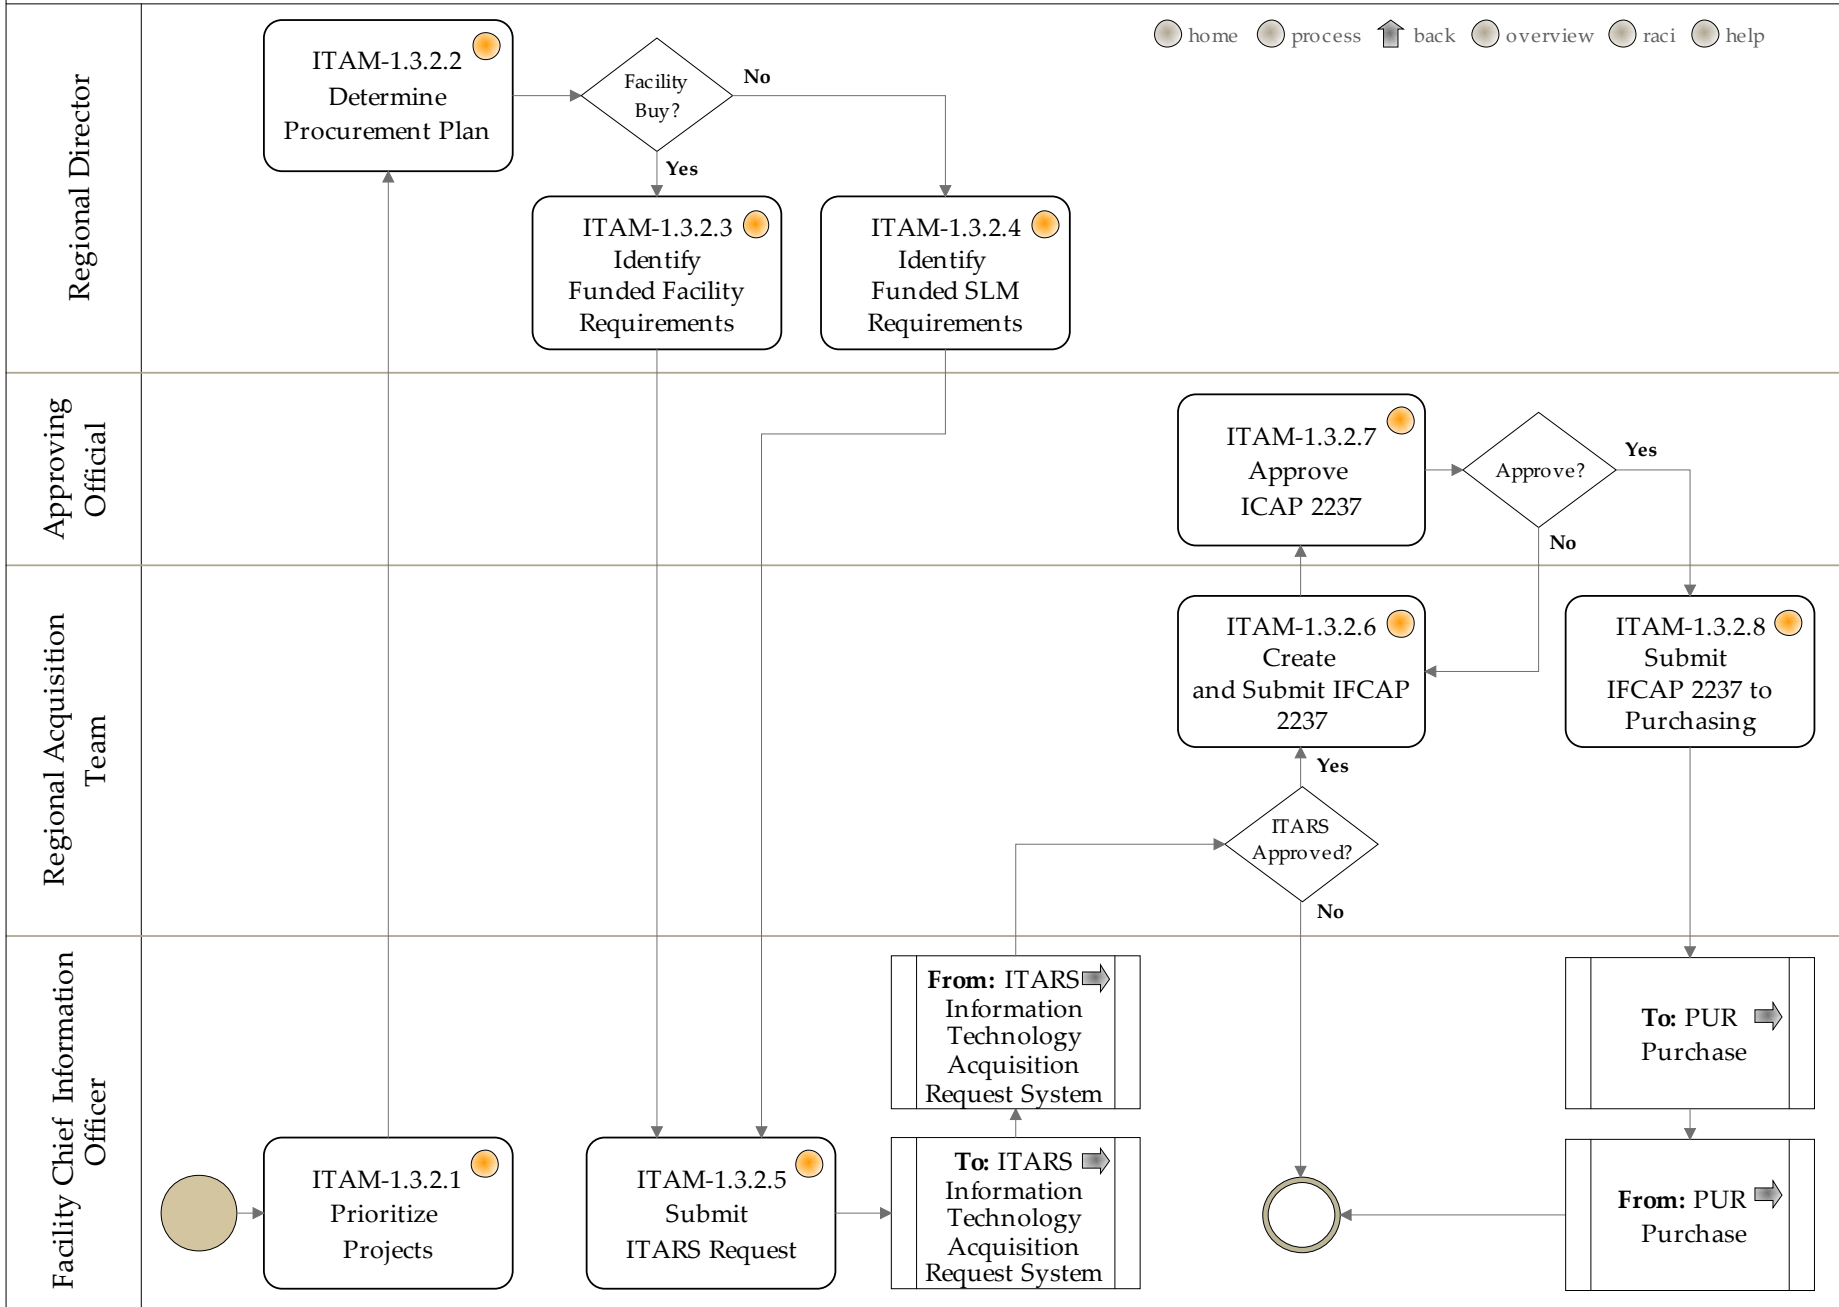 home process back overview raci help
Regional Director
ITAM-1.3.2.2
Determine
Procurement Plan
Facility
Buy?
No
Yes
ITAM-1.3.2.3
Identify
Funded Facility
Requirements
ITAM-1.3.2.4
Identify
Funded SLM
Requirements
Approving
Official
ITAM-1.3.2.7
Approve
ICAP 2237
Approve?
Yes
No
Regional Acquisition
Team
ITAM-1.3.2.6
Create
and Submit IFCAP
2237
ITAM-1.3.2.8
Submit
IFCAP 2237 to
Purchasing
Yes
ITARS
Approved?
No
Facility Chief Information
Officer
ITAM-1.3.2.1
Prioritize
Projects
ITAM-1.3.2.5
Submit
ITARS Request
From: ITARS
Information
Technology
Acquisition
Request System
To: ITARS
Information
Technology
Acquisition
Request System
To: PUR
Purchase
From: PUR
Purchase